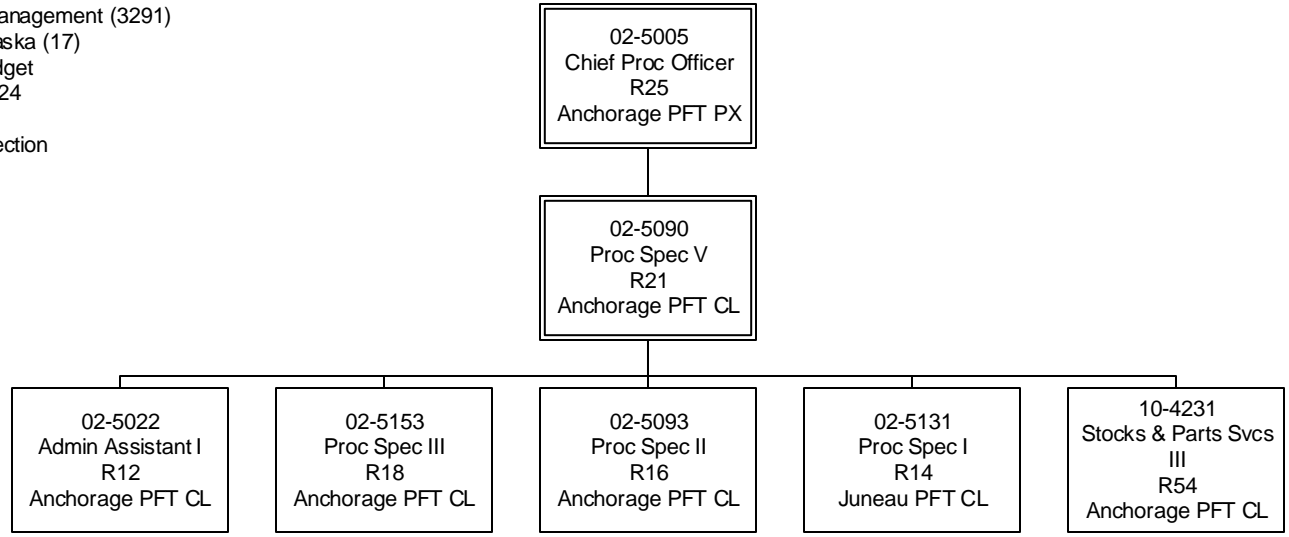 anagement (3291)
aska (17)
dget
24
ection
02-5005
Chief Proc Officer
R25
Anchorage PFT PX
02-5090
Proc Spec V
R21
Anchorage PFT CL
02-5022
Admin Assistant I
R12
Anchorage PFT CL
02-5153
Proc Spec III
R18
Anchorage PFT CL
02-5093
Proc Spec II
R16
Anchorage PFT CL
02-5131
Proc Spec I
R14
Juneau PFT CL
10-4231
Stocks & Parts Svcs
III
R54
Anchorage PFT CL